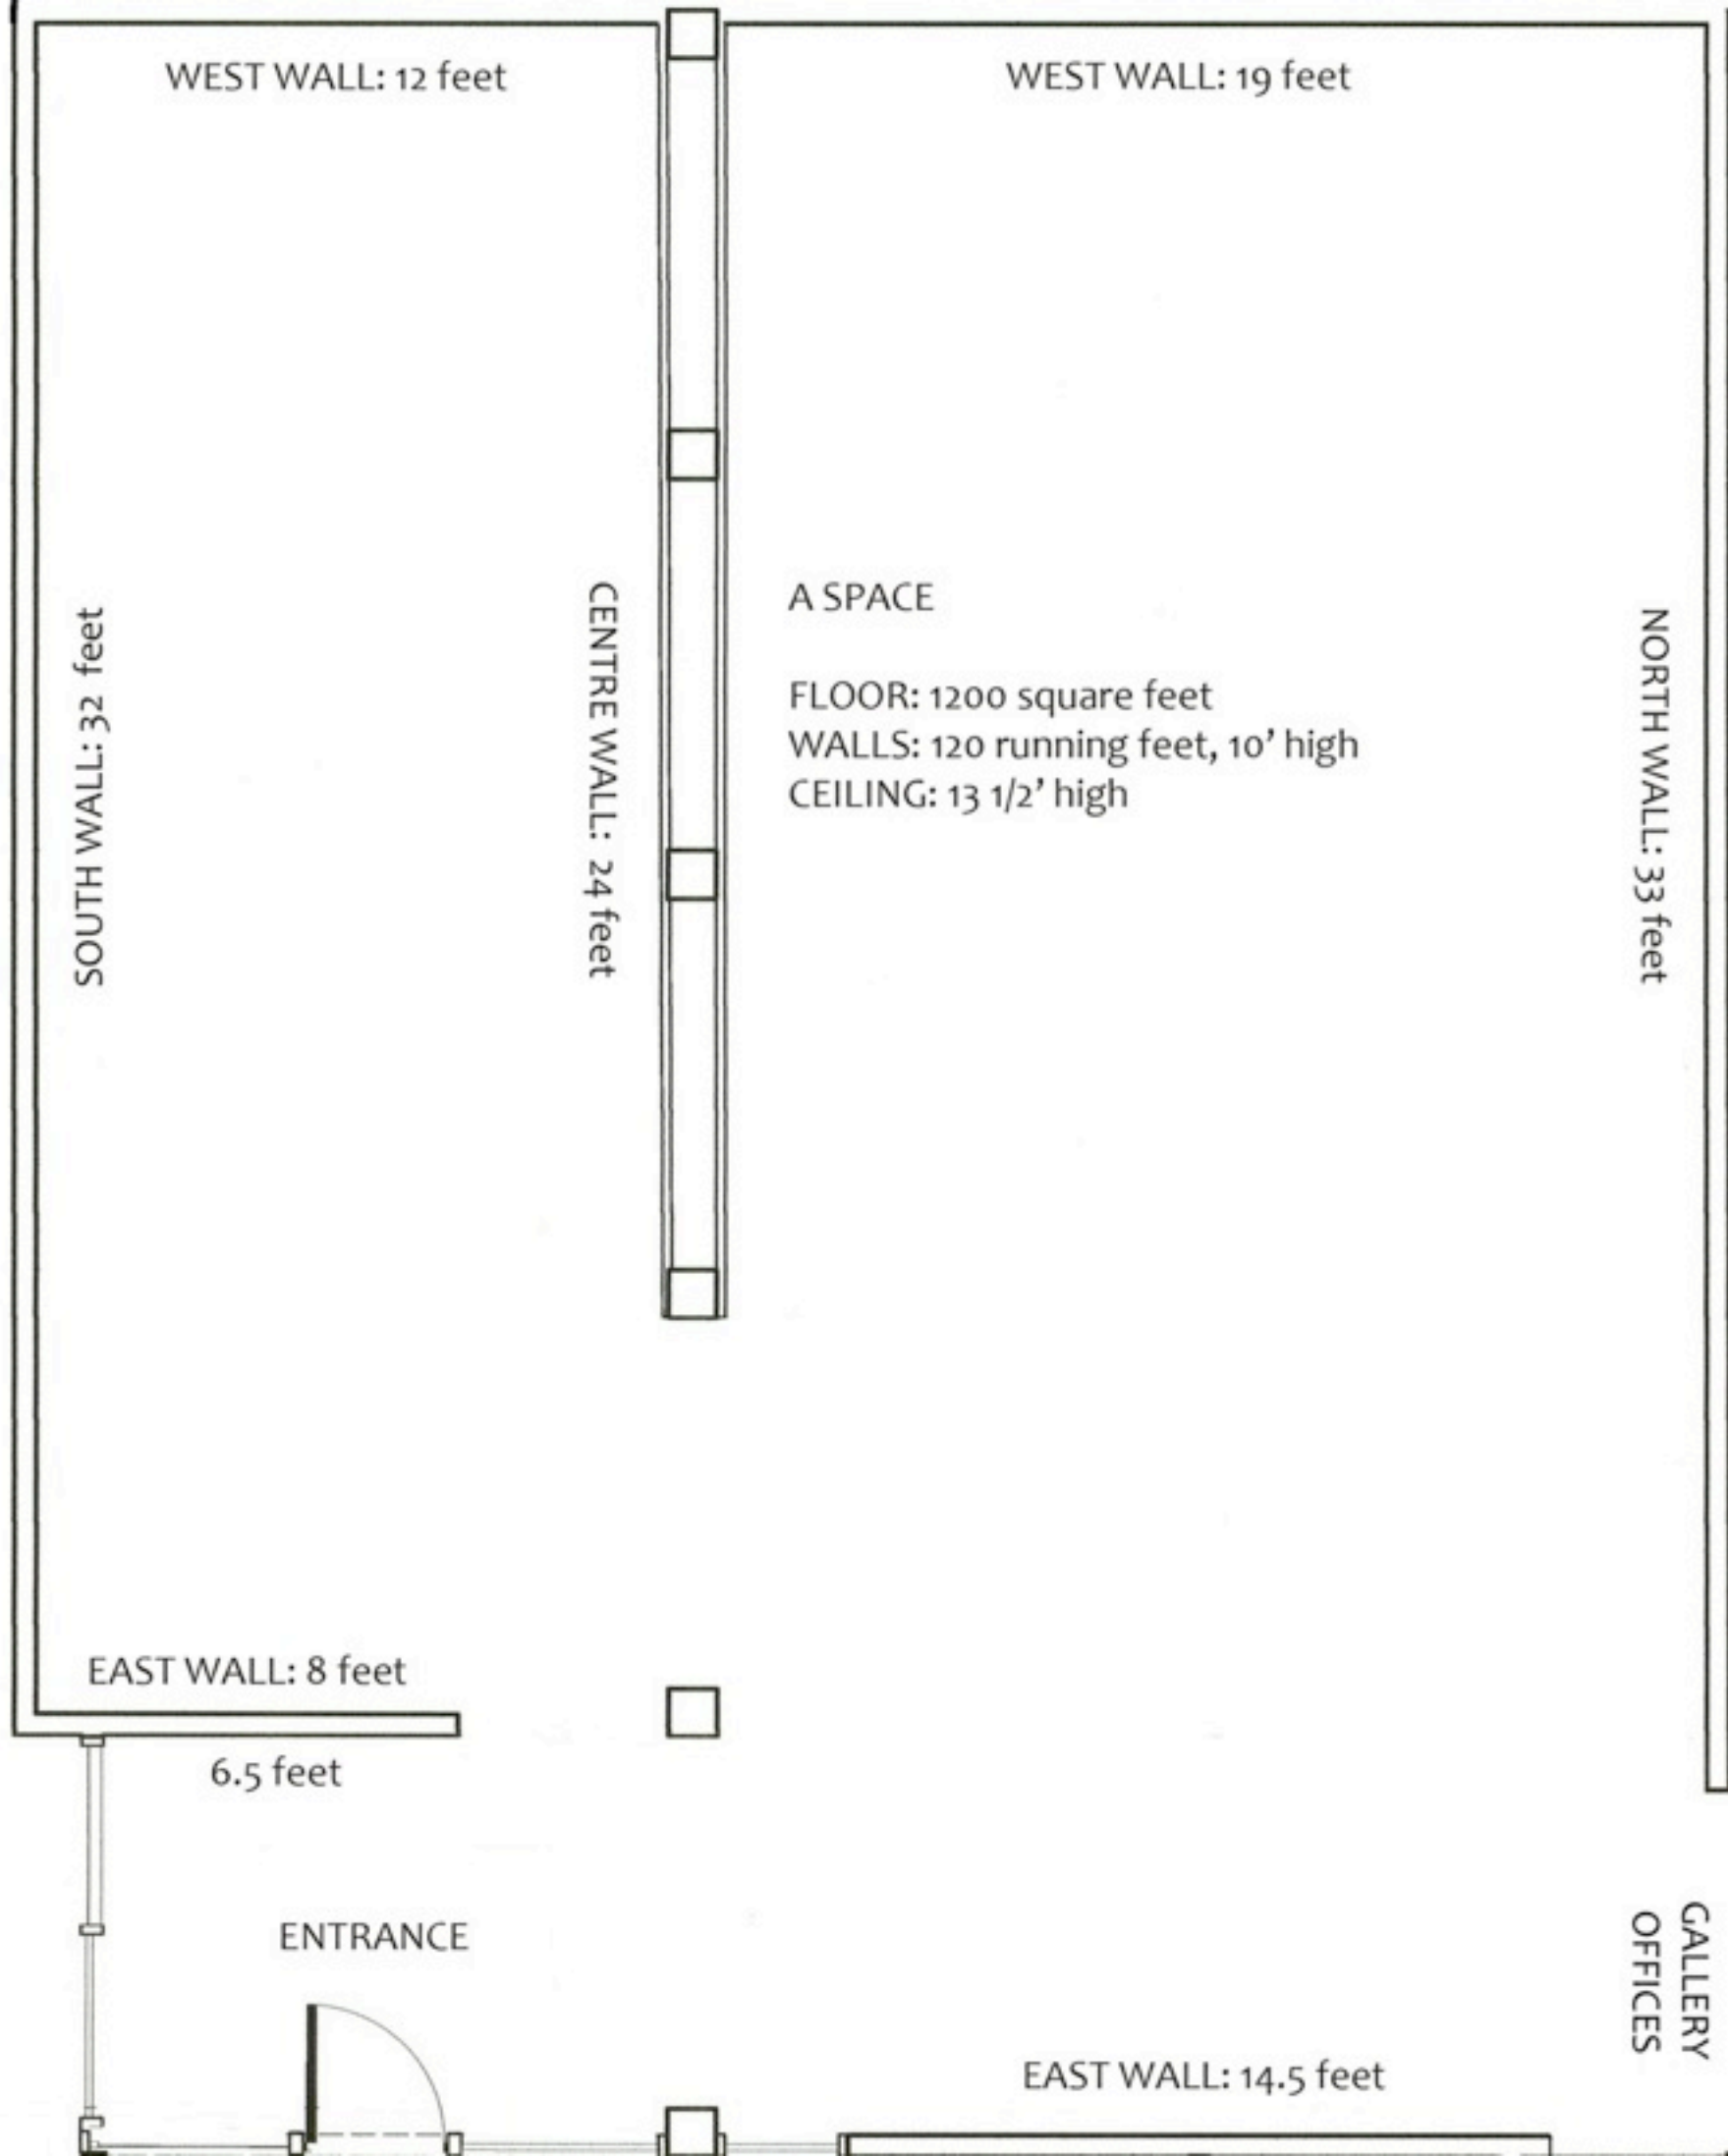 WEST WALL: 12 feet
WEST WALL: 19 feet
SOUTH WALL: 32 feet
CENTRE WALL: 24 feet
A SPACE
FLOOR: 1200 square feet
WALLS: 120 running feet, 10’ high
CEILING: 13 1/2’ high
NORTH WALL: 33 feet
EAST WALL: 8 feet
6.5 feet
ENTRANCE
GALLERY
OFFICES
EAST WALL: 14.5 feet